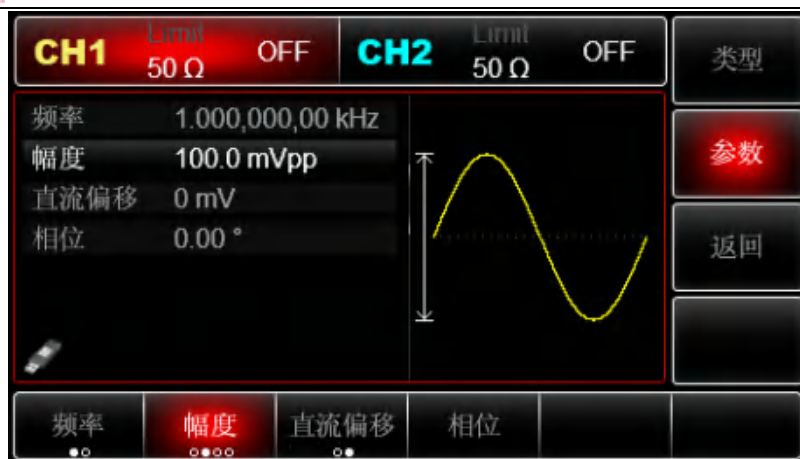 CH1 Limit OFF CH2 Limit OFF
50 Ω 50 Ω
类型
频率 1.000,000,00 kHz
幅度 100.0 mVpp
直流偏移 0 mV
相位 0.00 °
参数
返回
频率 幅度 直流偏移 相位